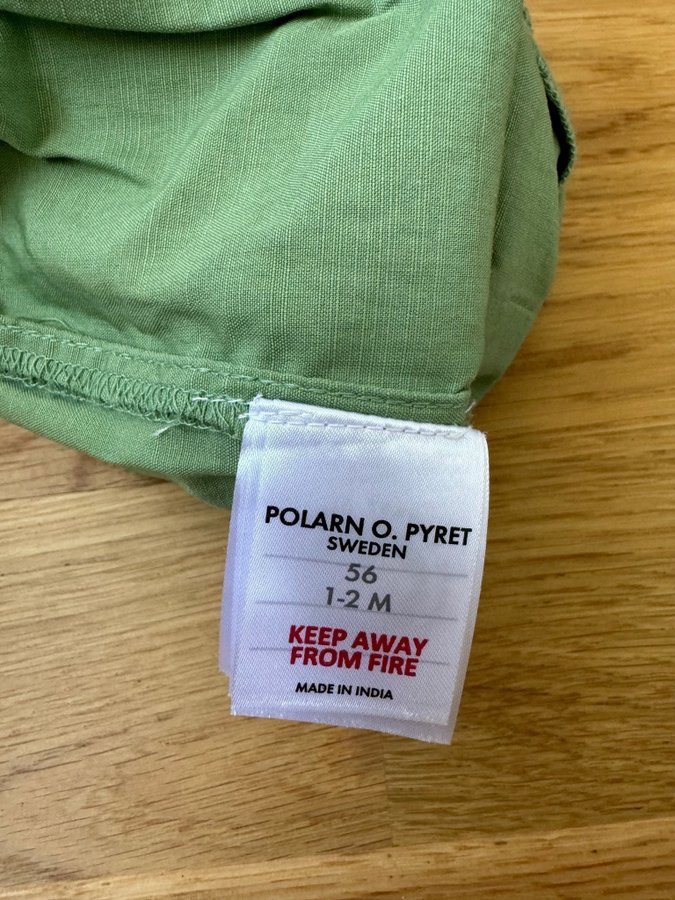 POLARN O. PYRET
SWEDEN
56
1-2 M
KEEP AWAY
FROM FIRE
MADE IN INDIA